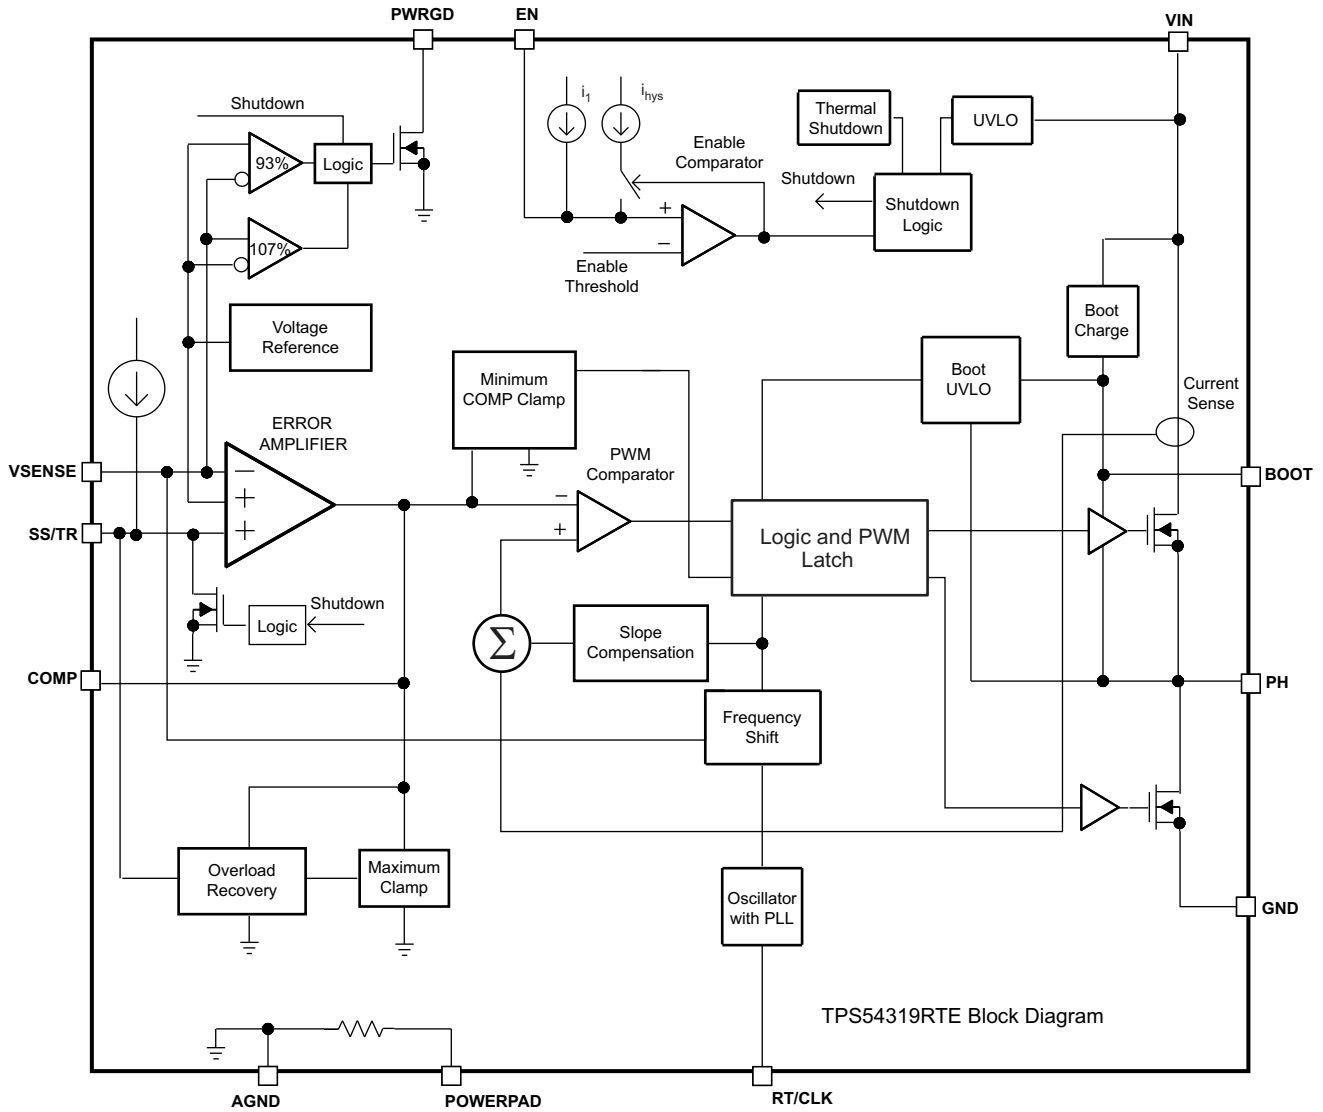 PWRGD
EN
VIN
Shutdown
93%
Logic
107%
i1
ihys
Enable
Comparator
+
−
Enable
Threshold
Thermal
Shutdown
UVLO
Shutdown
Shutdown
Logic
Voltage
Reference
Boot
Charge
Minimum
COMP Clamp
Boot
UVLO
Current
Sense
ERROR
AMPLIFIER
PWM
Comparator
VSENSE
−
+
+
SS/TR
−
+
Logic and PWM
Latch
BOOT
Logic
Shutdown
Σ
Slope
Compensation
COMP
PH
Frequency
Shift
Overload
Recovery
Maximum
Clamp
Oscillator
with PLL
GND
TPS54319RTE Block Diagram
AGND
POWERPAD
RT/CLK